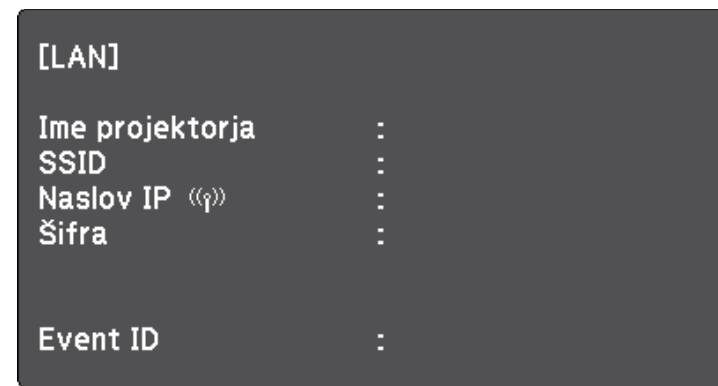 [LAN]
Ime projektorja :
SSID :
Naslov IP :
Šifra :
Event ID :